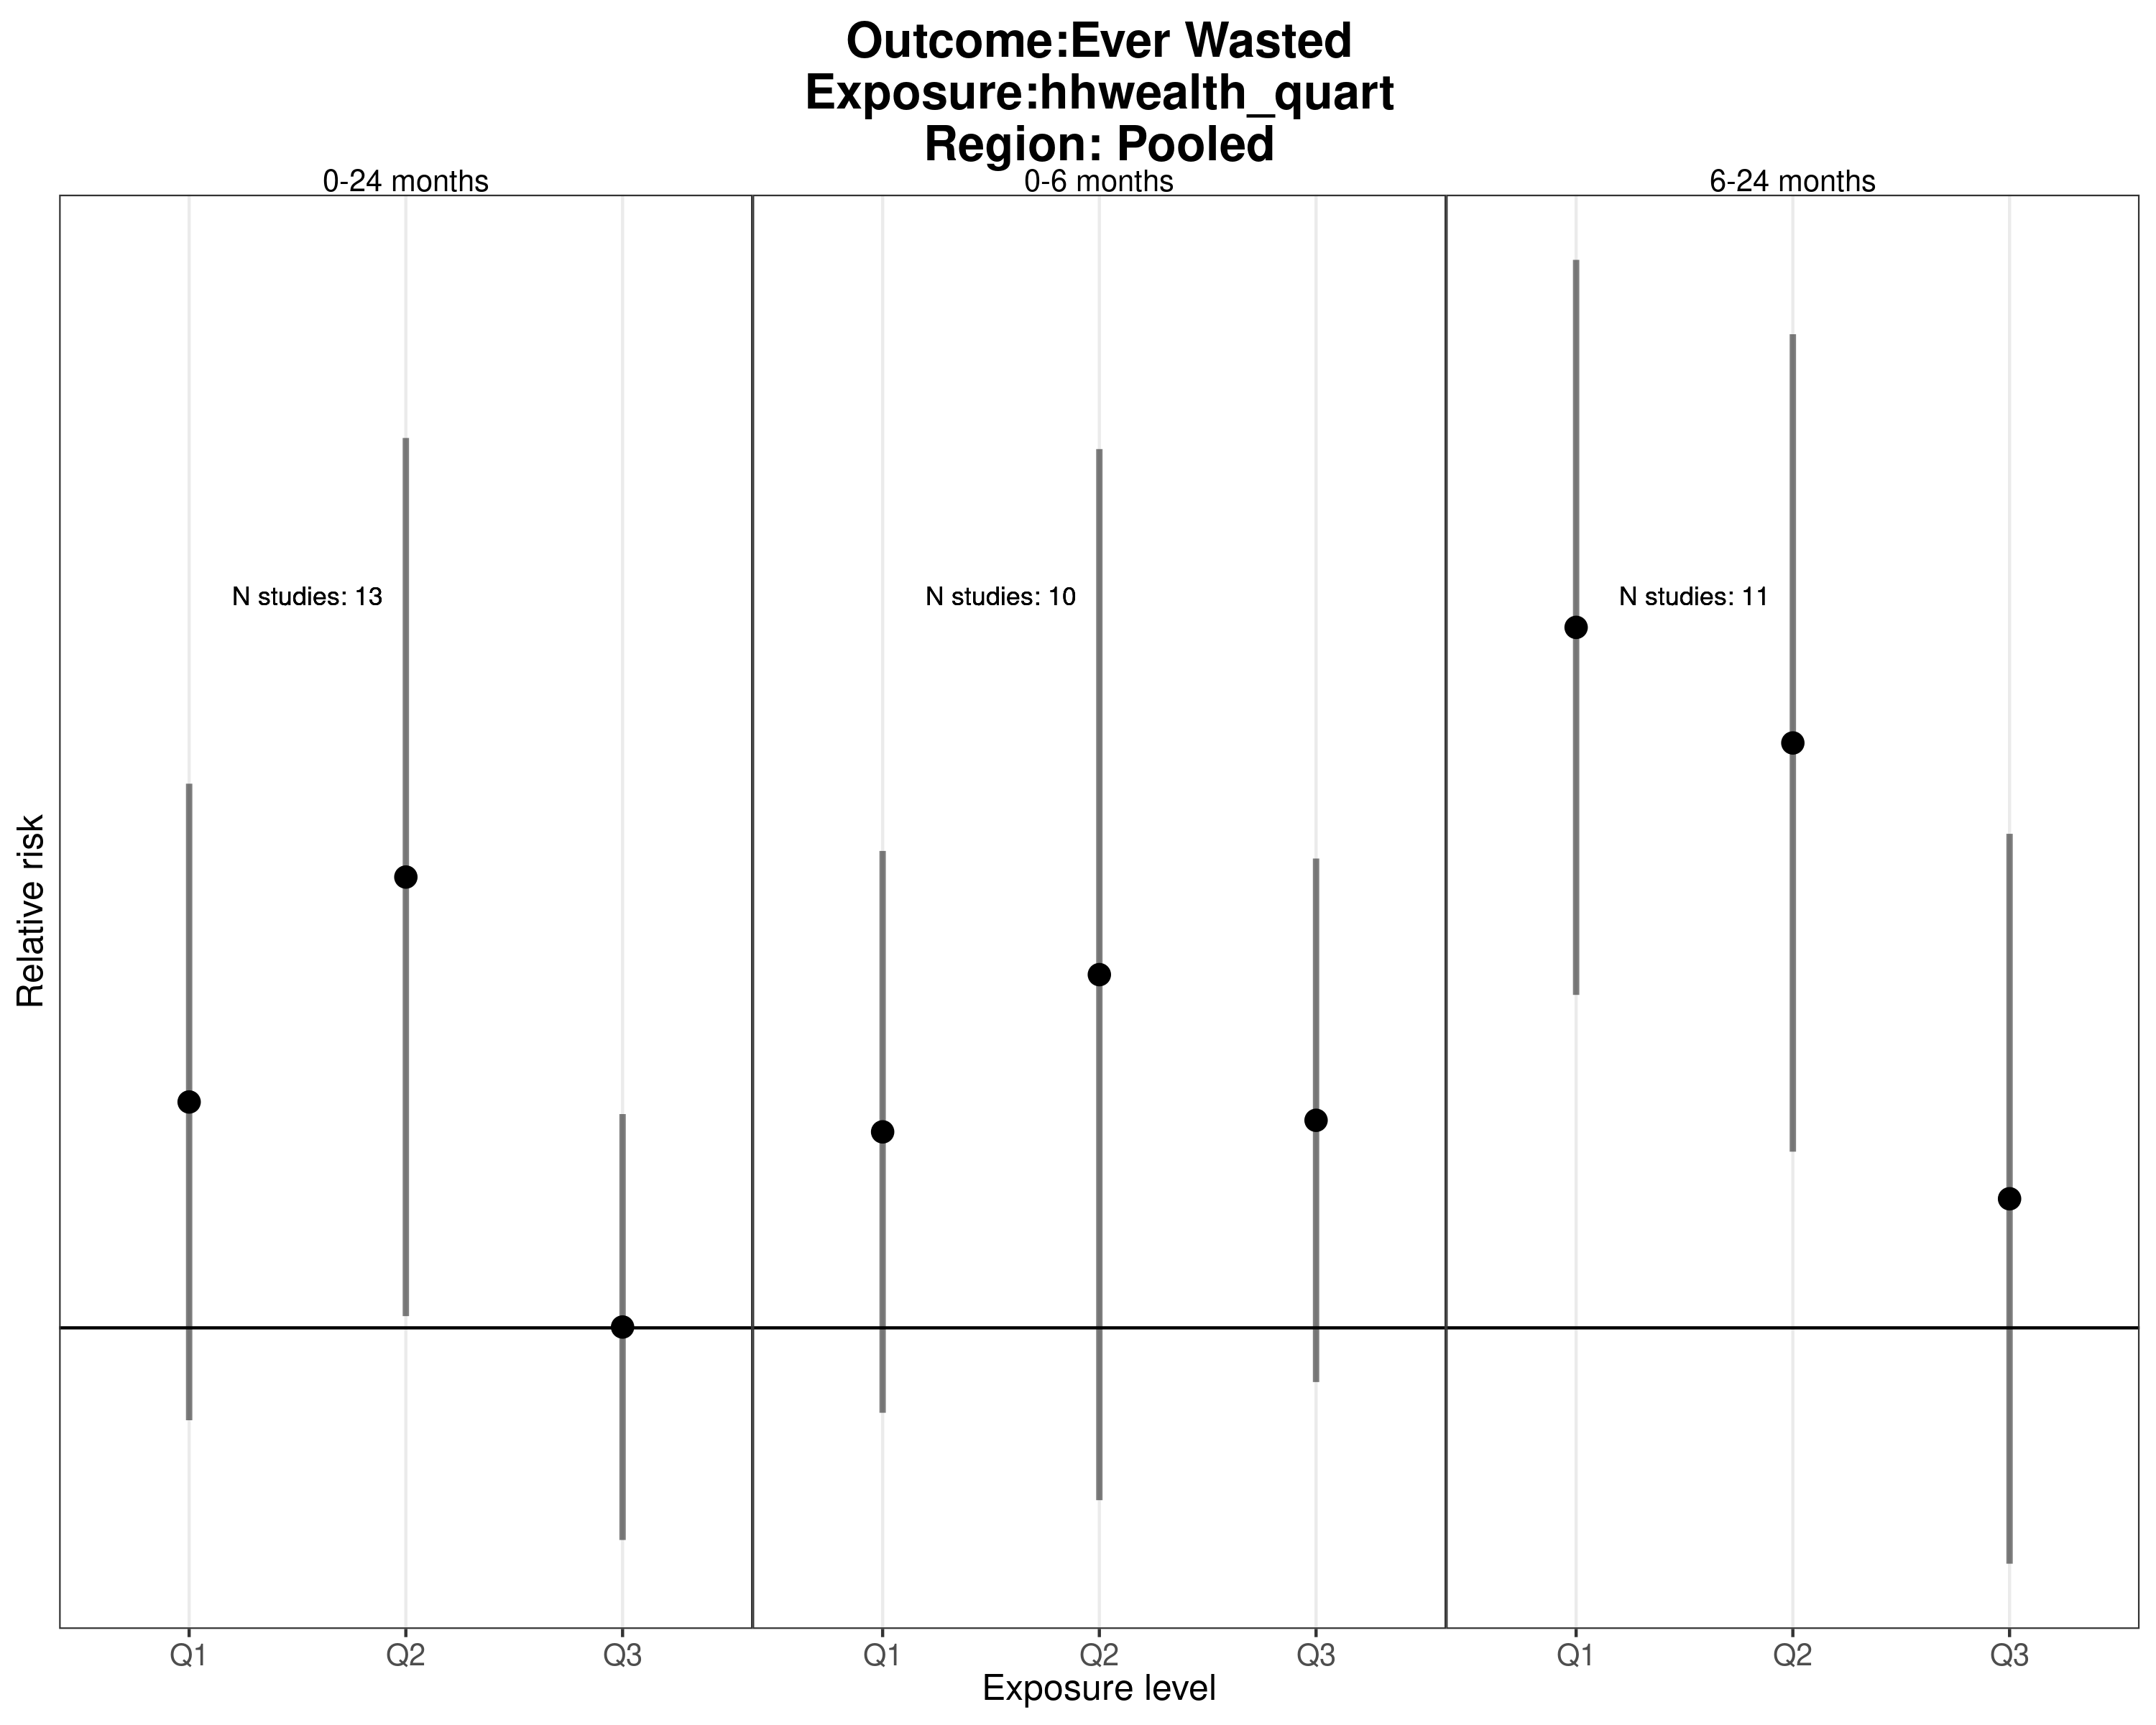 Outcome:Ever Wasted
Exposure:hhwealth_quart
Region: Pooled
0-24 months 0-6 months 6-24 months
N studies: 13 N studies: 10 N studies: 11
Relative risk
Q1 Q2 Q3 Q1 Q2 Q3 Q1 Q2 Q3
Exposure level